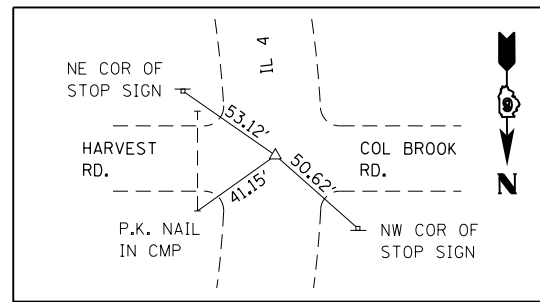 NE COR OF
STOP SIGN
IL 4
53.12'
HARVEST
RD.
COL BROOK
RD.
50.62'
41.15'
P.K. NAIL
IN CMP
NW COR OF
STOP SIGN
9
N